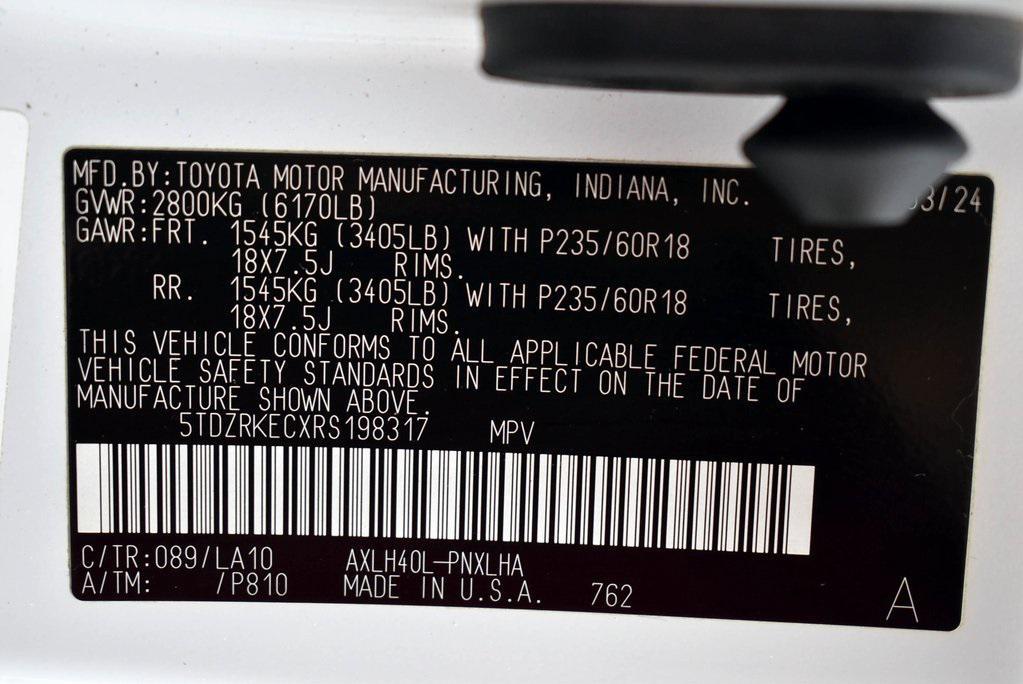 MFD.BY:TOYOTA MOTOR MANUFACTURING, INDIANA, INC. 3/24
GVWR:2800KG (6170LB)
GAWR:FRT. 1545KG (3405LB) WITH P235/60R18 TIRES,
18X7.5J RIMS.
RR. 1545KG (3405LB) WITH P235/60R18 TIRES,
18X7.5J RIMS.
THIS VEHICLE CONFORMS TO ALL APPLICABLE FEDERAL MOTOR
VEHICLE SAFETY STANDARDS IN EFFECT ON THE DATE OF
MANUFACTURE SHOWN ABOVE.
5TDZRKECXRS198317 MPV
C/TR:089/LA10 AXLH40L-PNXLHA
A/TM: /P810 MADE IN U.S.A. 762 A